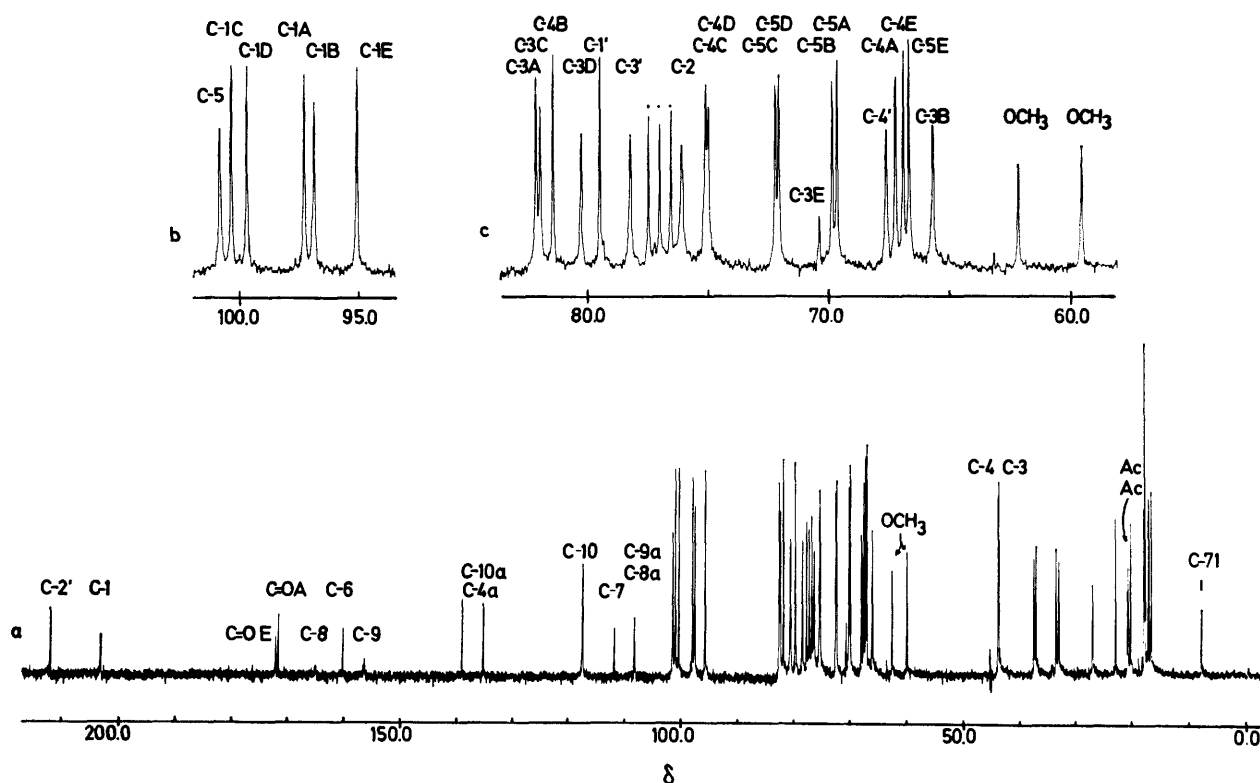 C-1C
C-1D
C-1A
C-1B
C-1E
C-5
b
100.0
95.0
C-4B
C-3C
C-3A
C-1'
C-3D
C-3'
C-2
C-4D
C-4C
C-5D
C-5C
C-5A
C-5B
C-4E
C-4A
C-5E
C-4'
C-3B
C-3E
OCH3
OCH3
c
80.0
70.0
60.0
C-2'
C-1
C=OA
C=O E
C-8
C-6
C-9
C-10a
C-4a
C-10
C-7
C-9a
C-8a
OCH3
C-4
C-3
Ac
Ac
C-71
a
200.0
150.0
100.0
50.0
0.0
δ